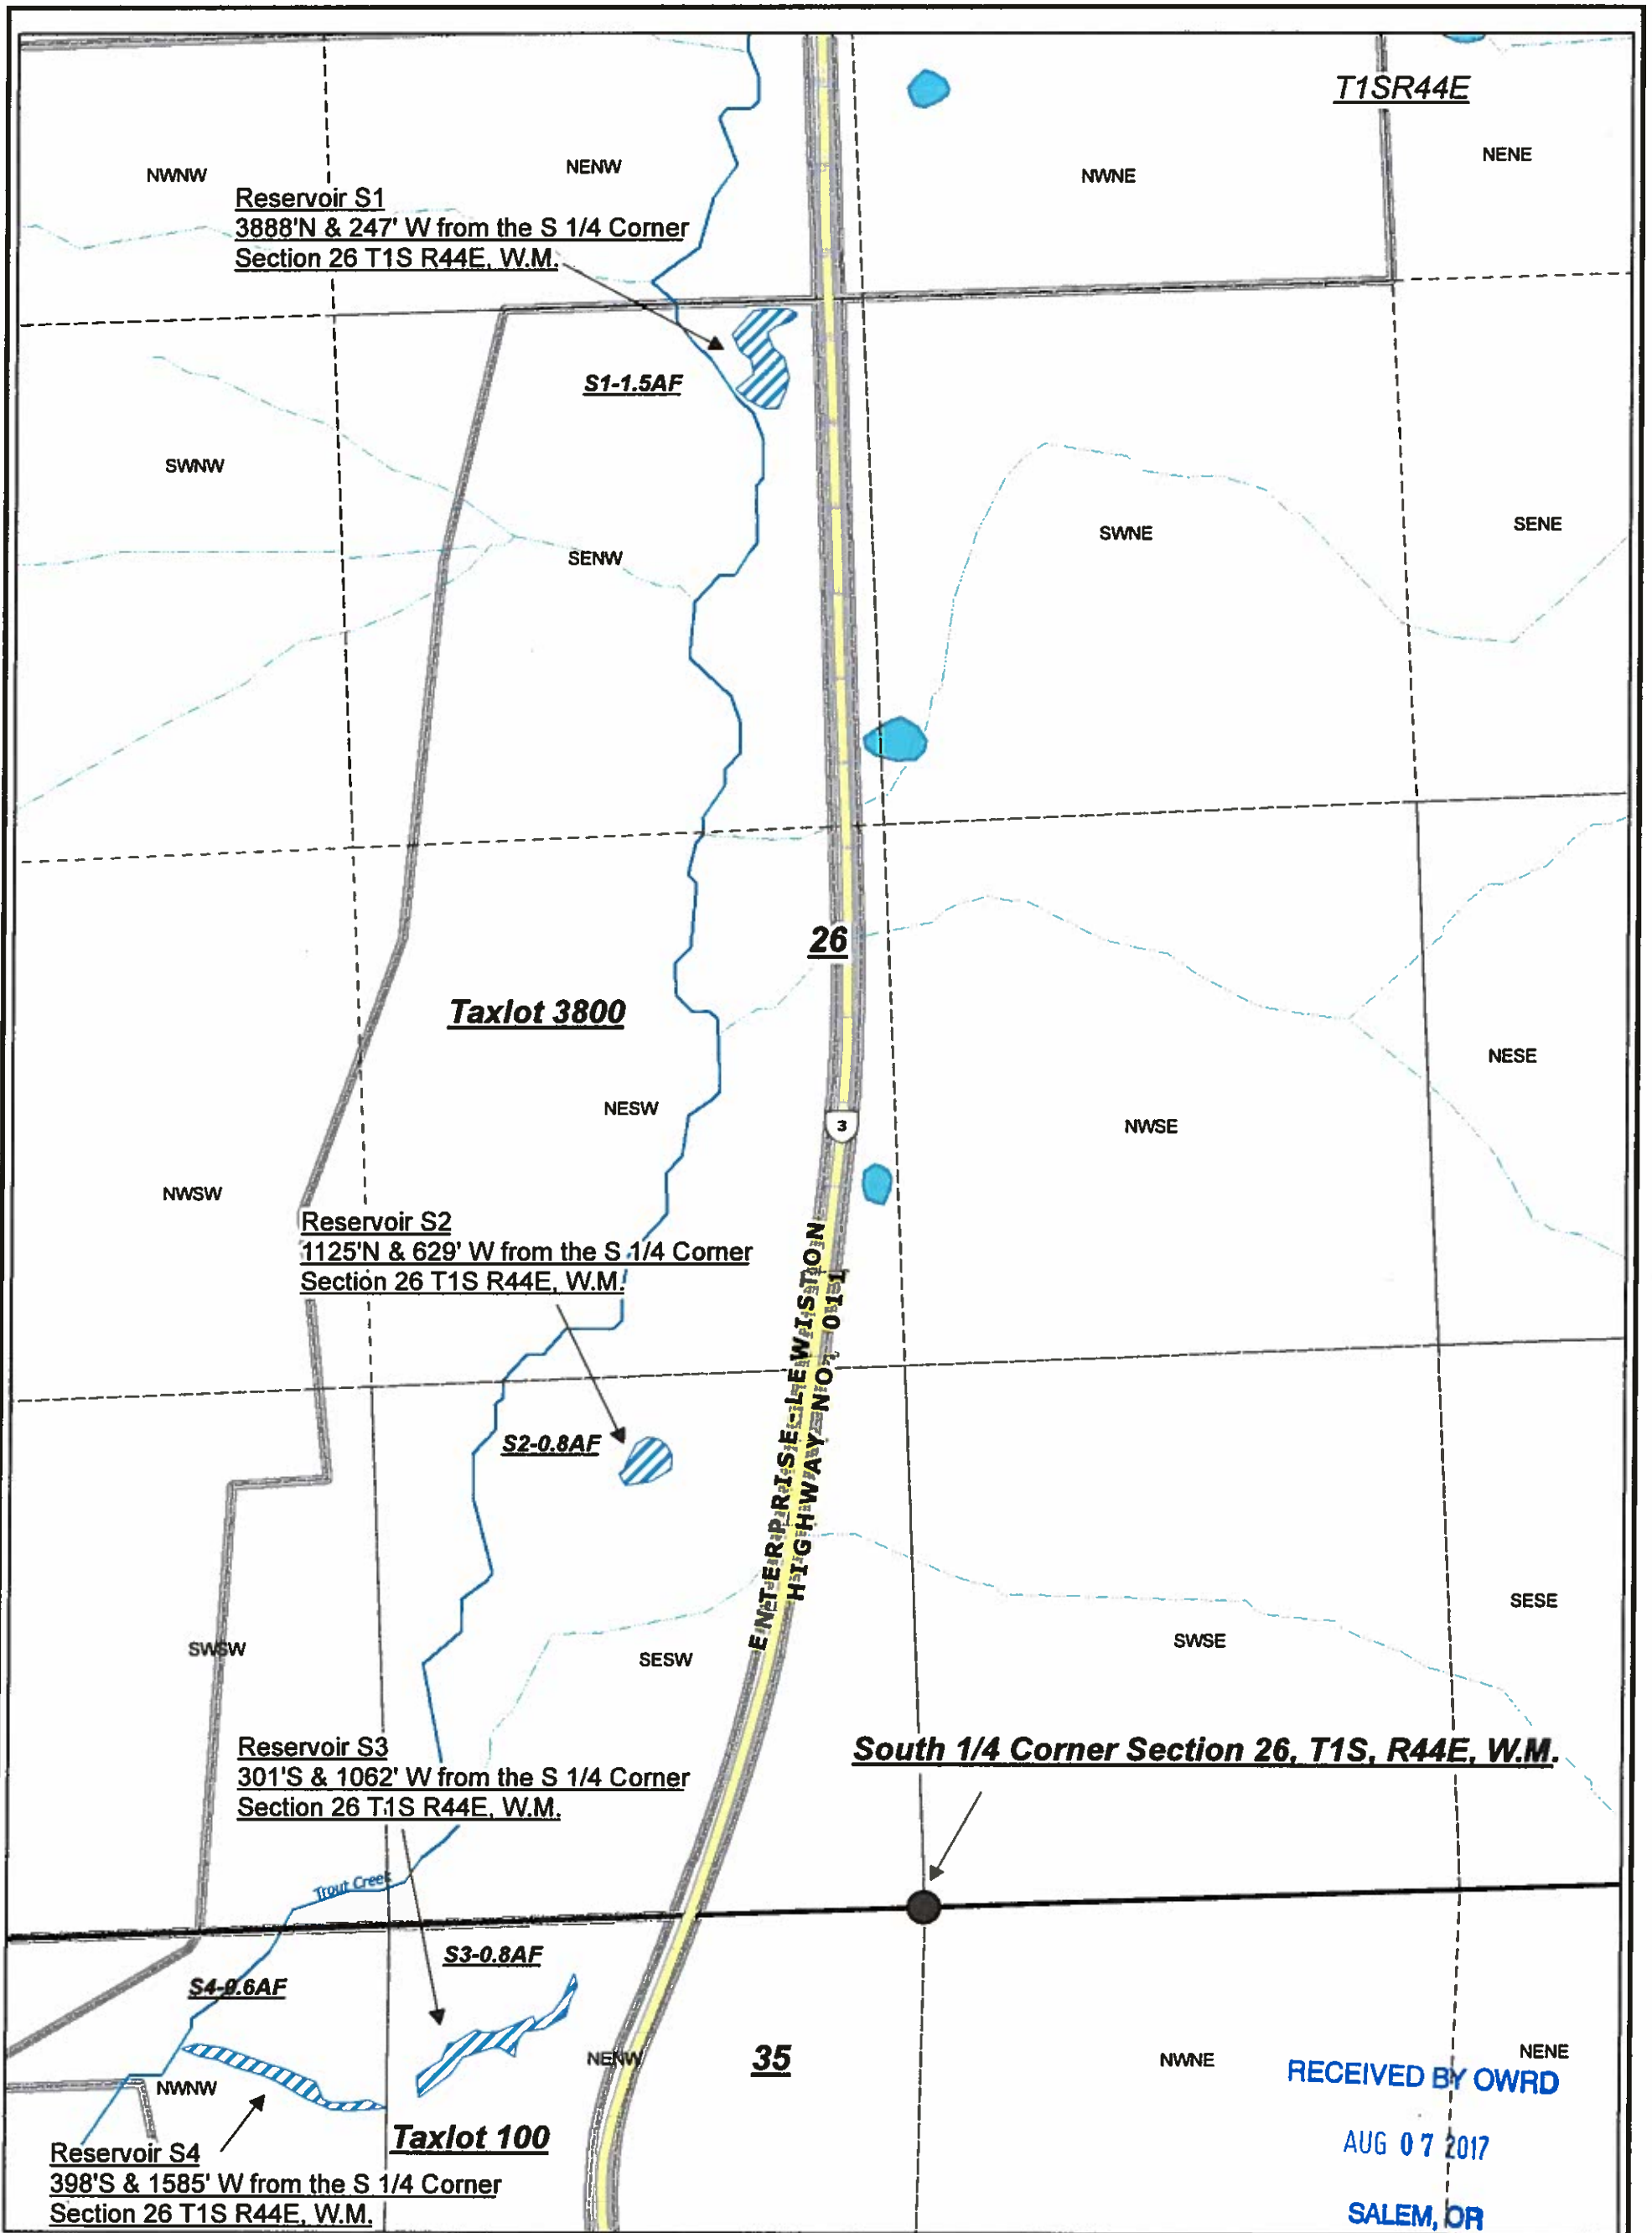 T1SR44E
NWNW
NENW
NWNE
NENE
Reservoir S1
3888'N & 247' W from the S 1/4 Corner
Section 26 T1S R44E, W.M.
S1-1.5AF
SWNW
SENW
SWNE
SENE
26
Taxlot 3800
NWSW
NESW
3
NWSE
NESE
Reservoir S2
1125'N & 629' W from the S 1/4 Corner
Section 26 T1S R44E, W.M.
ENTERPRISE-LEWISTON
HIGHWAY NO. 011
S2-0.8AF
SWSW
SESW
SWSE
SESE
Reservoir S3
301'S & 1062' W from the S 1/4 Corner
Section 26 T1S R44E, W.M.
South 1/4 Corner Section 26, T1S, R44E, W.M.
Trout Creek
S3-0.8AF
S4-0.6AF
NWNW
NENW
35
NWNE
NENE
Taxlot 100
Reservoir S4
398'S & 1585' W from the S 1/4 Corner
Section 26 T1S R44E, W.M.
RECEIVED BY OWRD
AUG 07 2017
SALEM, OR